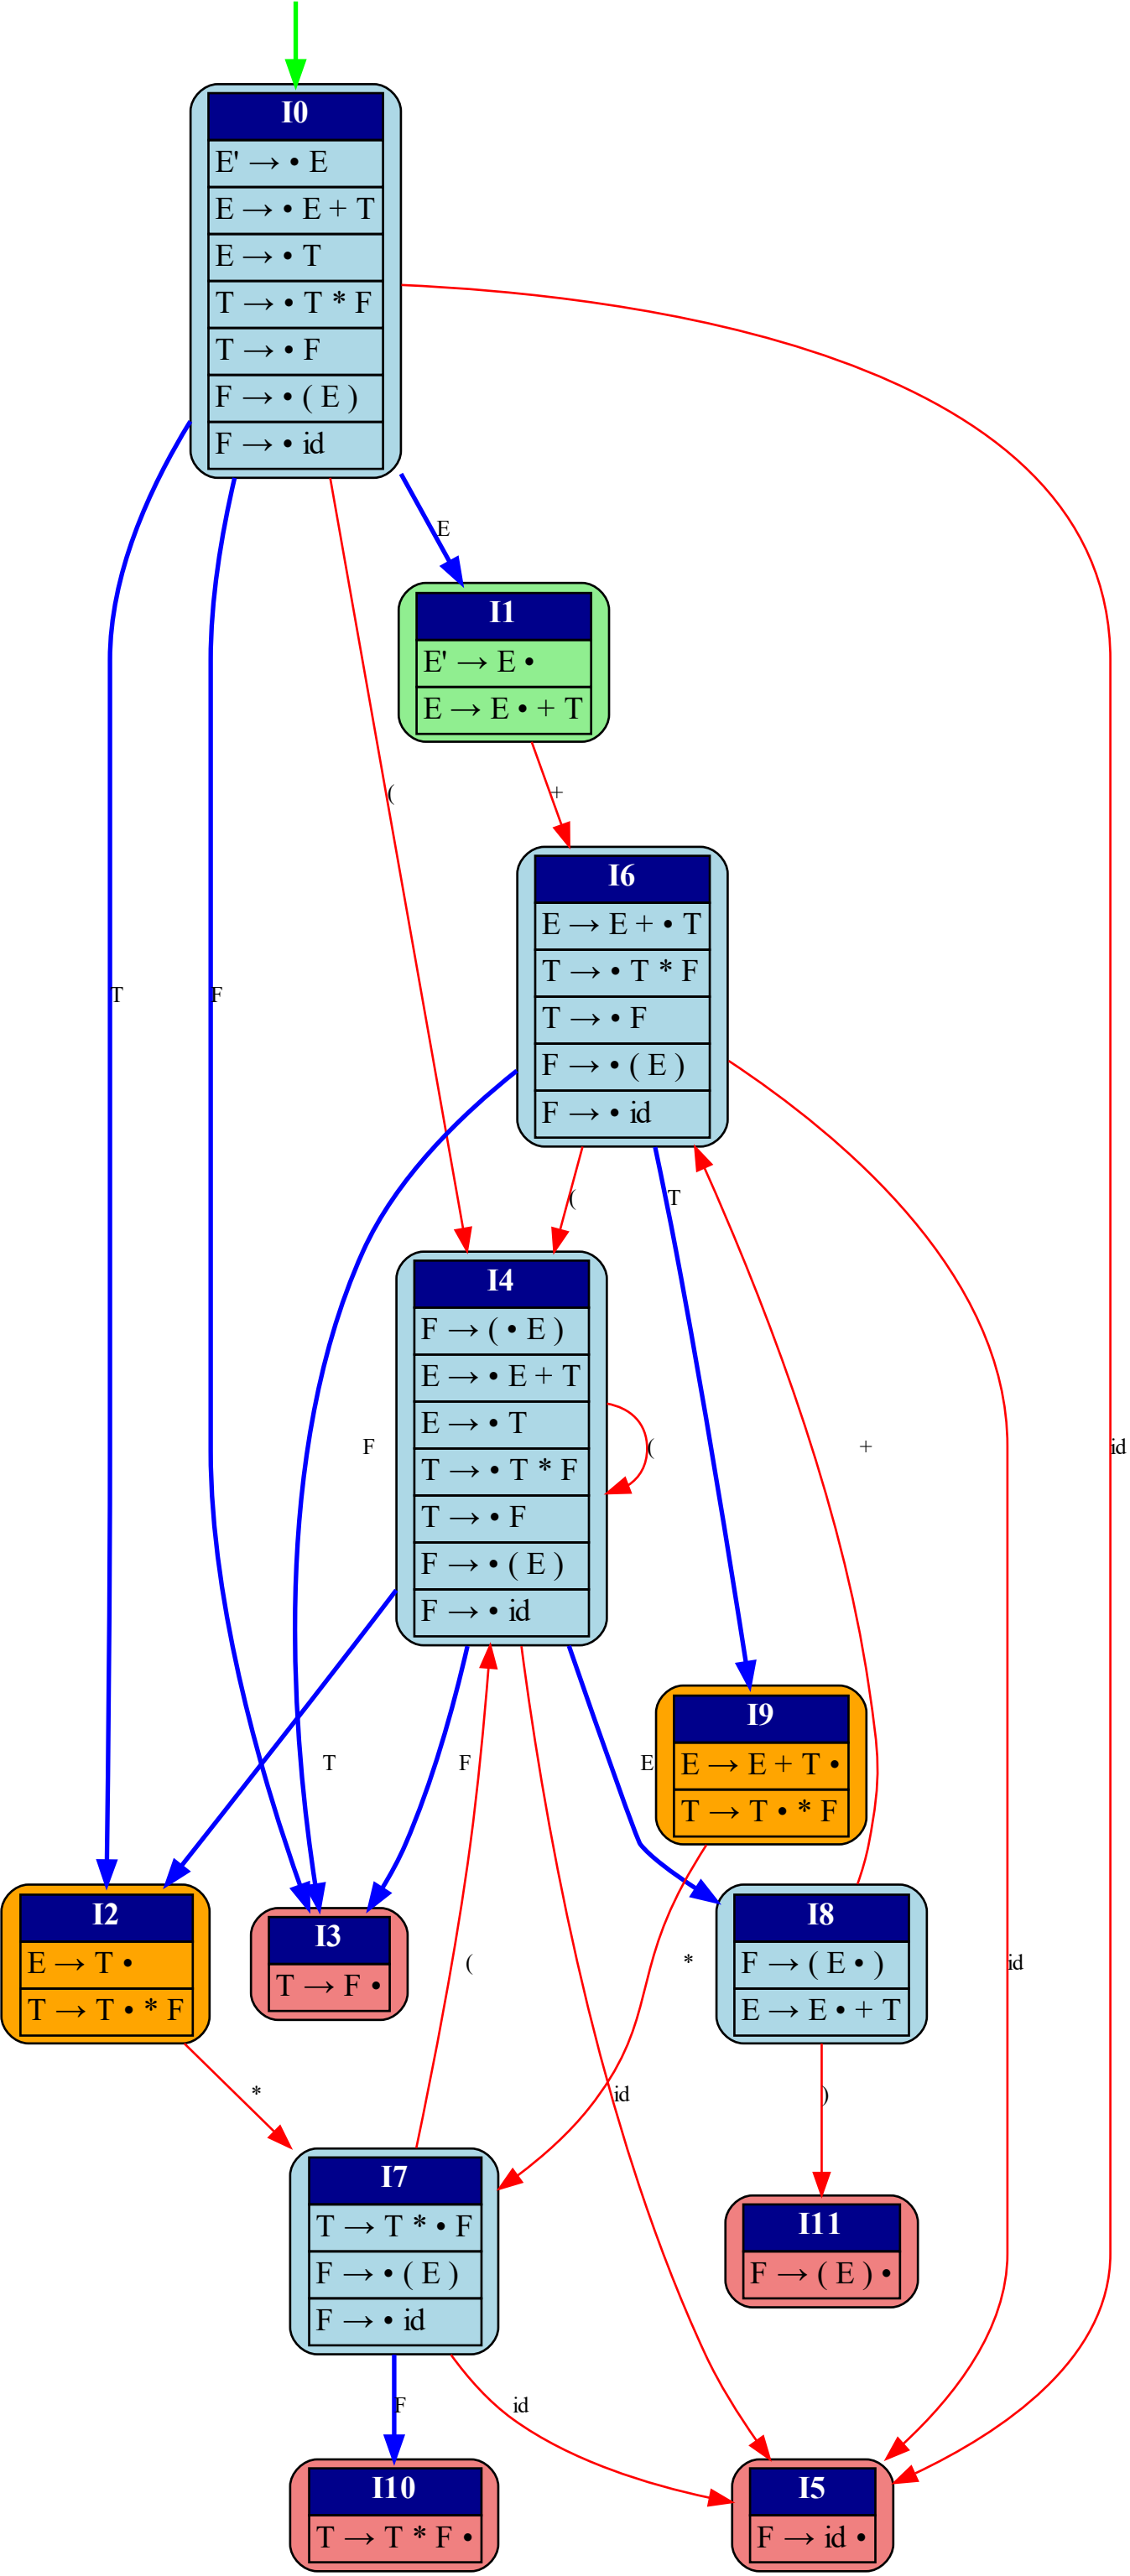 I0
E' → • E
E → • E + T
E → • T
T → • T * F
T → • F
F → • ( E )
F → • id
E
I1
E' → E •
E → E • + T
(
+
I6
E → E + • T
T → • T * F
T → • F
F → • ( E )
F → • id
T
F
(
T
I4
F → ( • E )
E → • E + T
E → • T
T → • T * F
T → • F
F → • ( E )
F → • id
F
(
+
id
I9
E → E + T •
T → T • * F
T
F
E
I2
E → T •
T → T • * F
I3
T → F •
I8
F → ( E • )
E → E • + T
(
*
id
*
id
)
I7
T → T * • F
F → • ( E )
F → • id
I11
F → ( E ) •
F
id
I10
T → T * F •
I5
F → id •